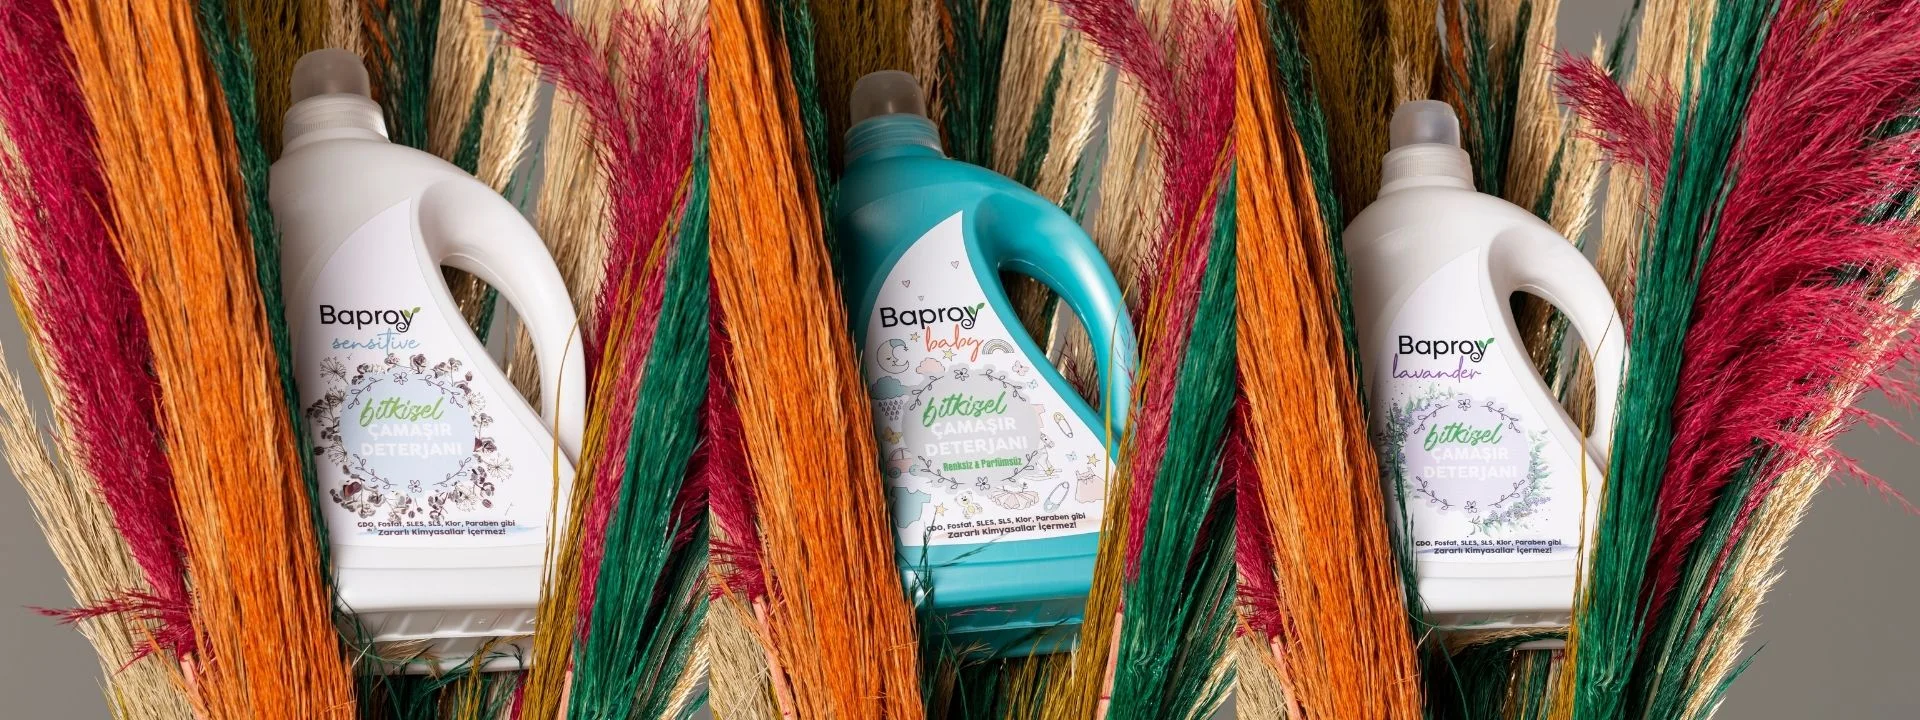 Baproy
sensitive
bitkisel
ÇAMAŞIR
DETERJANI
GDO, Fosfat, SLES, SLS, Klor, Paraben gibi
Zararlı Kimyasallar İçermez!
Baproy
baby
bitkisel
ÇAMAŞIR
DETERJANI
Renksiz & Parfümsüz
GDO, Fosfat, SLES, SLS, Klor, Paraben gibi
Zararlı Kimyasallar İçermez!
Baproy
lavander
bitkisel
ÇAMAŞIR
DETERJANI
GDO, Fosfat, SLES, SLS, Klor, Paraben gibi
Zararlı Kimyasallar İçermez!